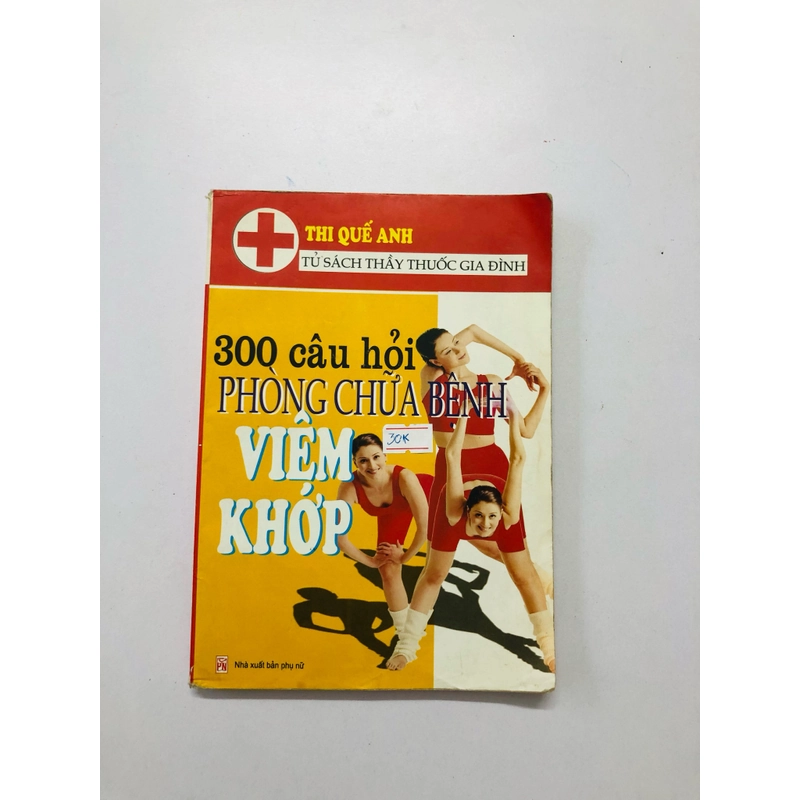 THI QUẾ ANH
TỦ SÁCH THẦY THUỐC GIA ĐÌNH
300 câu hỏi
PHÒNG CHỮA BỆNH
30K
VIÊM
KHỚP
PN
Nhà xuất bản phụ nữ